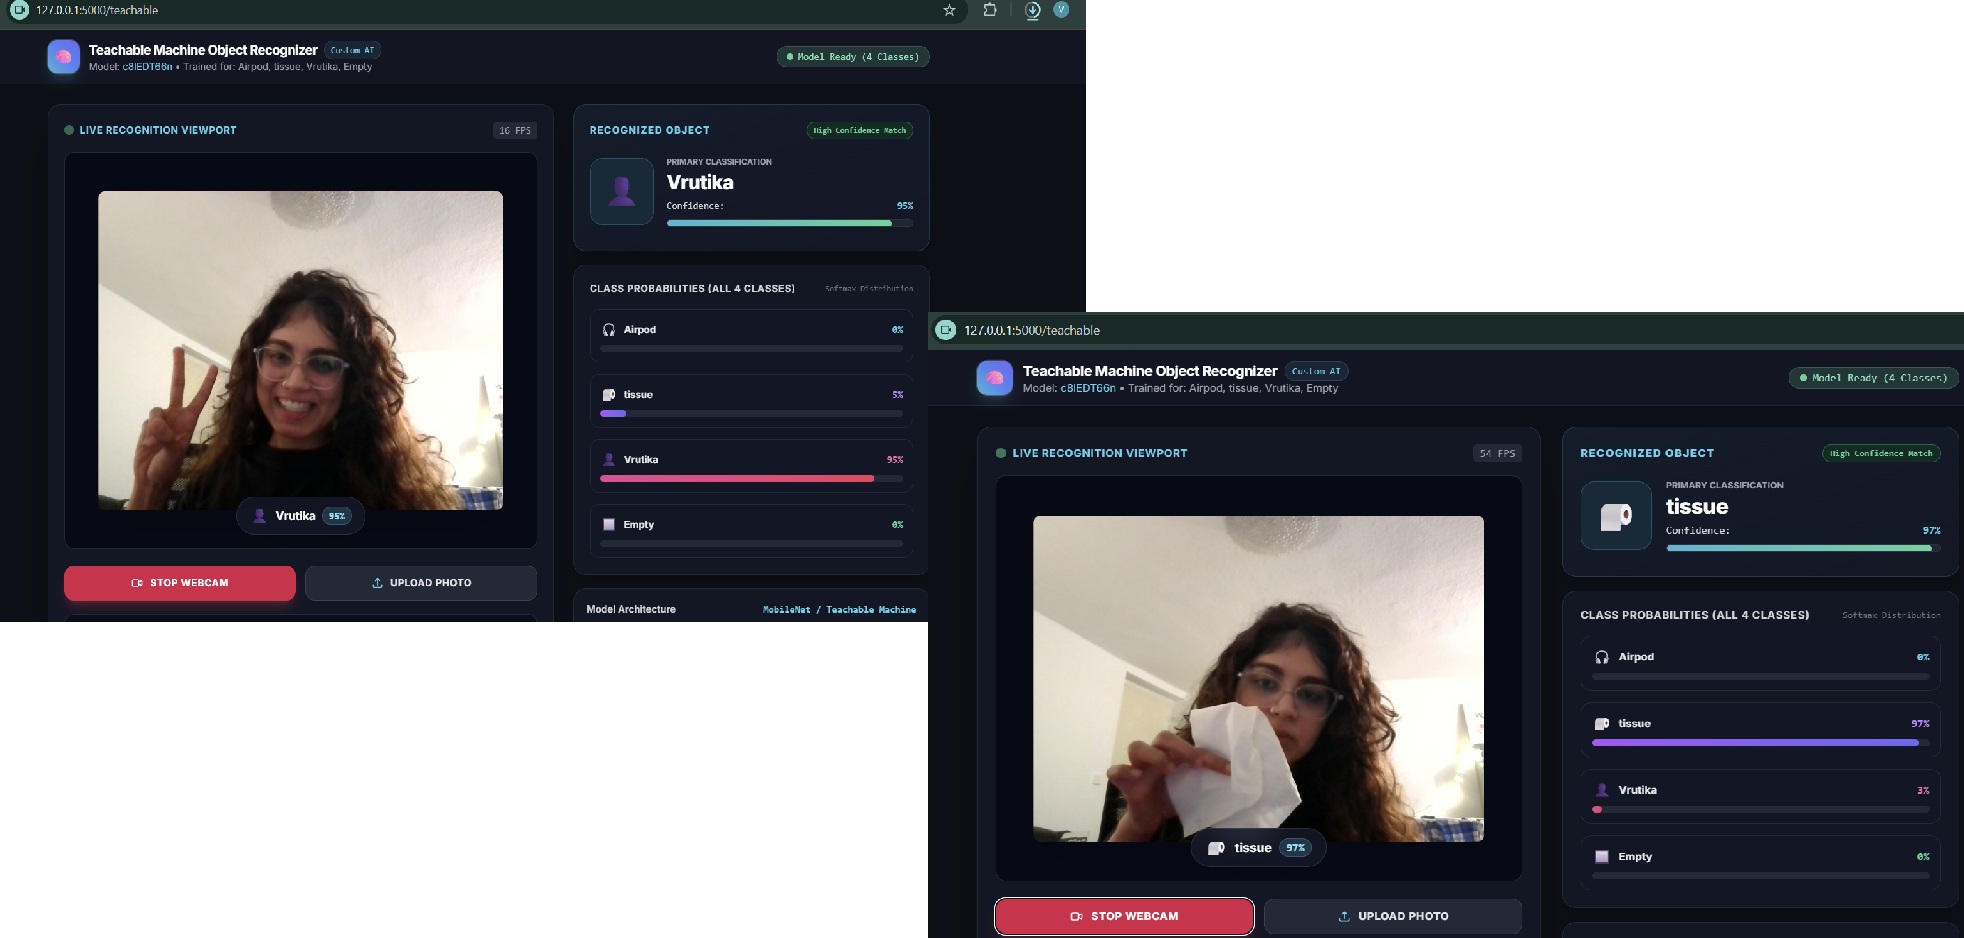 127.0.0.1:5000/teachable
V
Teachable Machine Object Recognizer Custom AI
Model: c8IEDT66n • Trained for: Airpod, tissue, Vrutika, Empty
Model Ready (4 Classes)
LIVE RECOGNITION VIEWPORT
16 FPS
Vrutika 95%
STOP WEBCAM
UPLOAD PHOTO
RECOGNIZED OBJECT
High Confidence Match
PRIMARY CLASSIFICATION
Vrutika
Confidence: 95%
CLASS PROBABILITIES (ALL 4 CLASSES)
Softmax Distribution
Airpod 0%
tissue 5%
Vrutika 95%
Empty 0%
Model Architecture MobileNet / Teachable Machine
127.0.0.1:5000/teachable
Teachable Machine Object Recognizer Custom AI
Model: c8IEDT66n • Trained for: Airpod, tissue, Vrutika, Empty
Model Ready (4 Classes)
LIVE RECOGNITION VIEWPORT
54 FPS
tissue 97%
STOP WEBCAM
UPLOAD PHOTO
RECOGNIZED OBJECT
High Confidence Match
PRIMARY CLASSIFICATION
tissue
Confidence: 97%
CLASS PROBABILITIES (ALL 4 CLASSES)
Softmax Distribution
Airpod 0%
tissue 97%
Vrutika 3%
Empty 0%